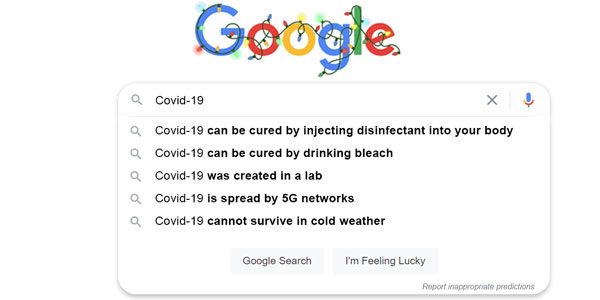 Google
Covid-19
Covid-19 can be cured by injecting disinfectant into your body
Covid-19 can be cured by drinking bleach
Covid-19 was created in a lab
Covid-19 is spread by 5G networks
Covid-19 cannot survive in cold weather
Google Search I'm Feeling Lucky
Report inappropriate predictions